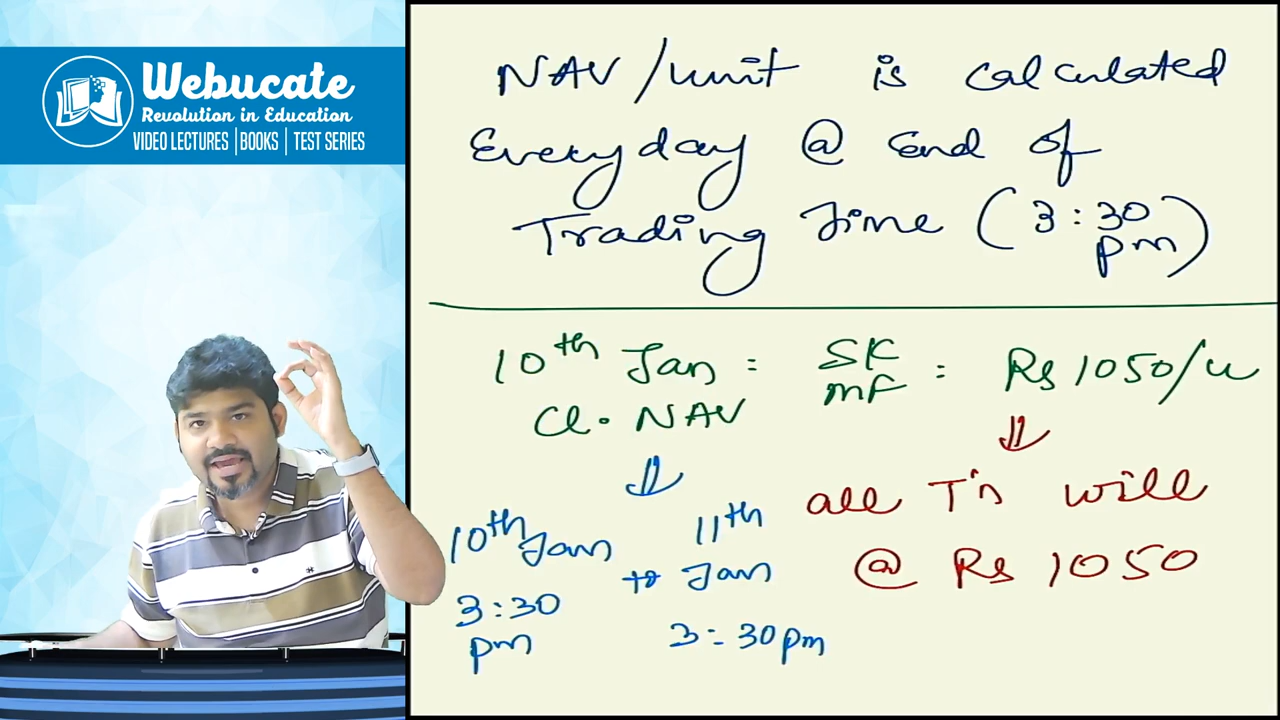 Webucate
Revolution in Education
VIDEO LECTURES | BOOKS | TEST SERIES
NAV/unit is calculated
Everyday @ end of
Trading Time (3:30
pm)
10th Jan = SK MF = Rs 1050/u
Cl. NAV
all T'n will
@ Rs 1050
10th Jan to 11th Jan
3:30 pm
3:30pm